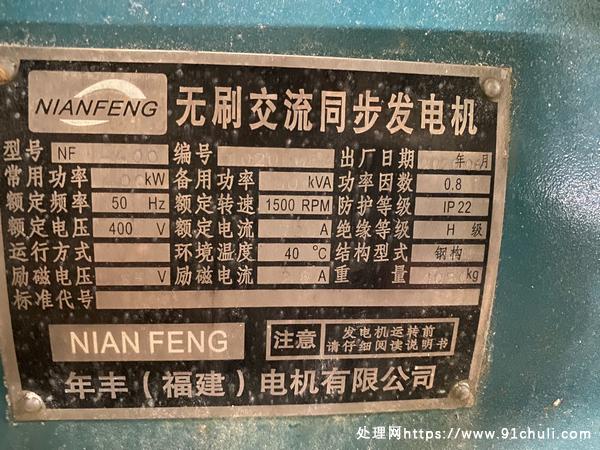 NIANFENG 无刷交流同步发电机
型号 NF 编号 出厂日期 年 月
常用功率 kW 备用功率 kVA 功率因数 0.8
额定频率 50 Hz 额定转速 1500 RPM 防护等级 IP22
额定电压 400 V 额定电流 A 绝缘等级 H 级
运行方式 环境温度 40 ℃ 结构型式 钢构
励磁电压 V 励磁电流 A 重量 kg
标准代号
NIAN FENG 注意 发电机运转前
请仔细阅读说明书
年丰（福建）电机有限公司
处理网https://www.91chuli.com/